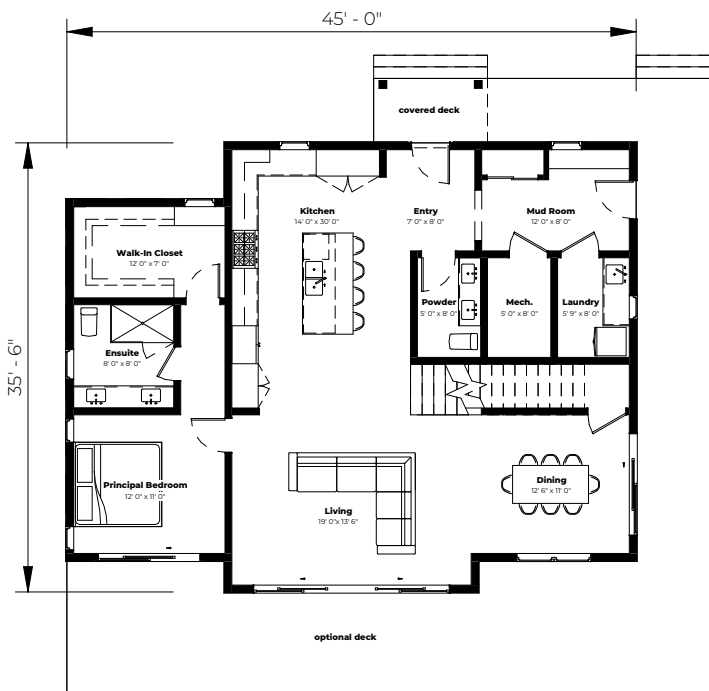 45' - 0"
covered deck
Kitchen
14' 0" x 30' 0"
Entry
7' 0" x 8' 0"
Mud Room
12' 0" x 8' 0"
Walk-In Closet
12' 0" x 7' 0"
Powder
5' 0" x 8' 0"
Mech.
5' 0" x 8' 0"
Laundry
5' 9" x 8' 0"
35' - 6"
Ensuite
8' 0" x 8' 0"
Principal Bedroom
12' 0" x 11' 0"
Living
19' 0"x 13' 6"
Dining
12' 6" x 11' 0"
optional deck